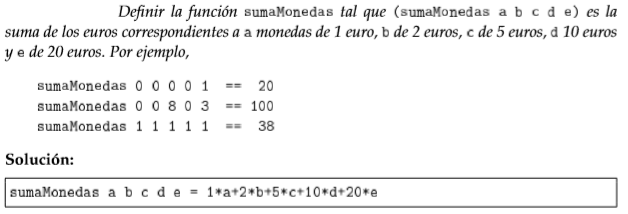 Definir la función sumaMonedas tal que (sumaMonedas a b c d e) es la
suma de los euros correspondientes a a monedas de 1 euro, b de 2 euros, c de 5 euros, d 10 euros
y e de 20 euros. Por ejemplo,
sumaMonedas 0 0 0 0 1 == 20
sumaMonedas 0 0 8 0 3 == 100
sumaMonedas 1 1 1 1 1 == 38
Solución:
sumaMonedas a b c d e = 1*a+2*b+5*c+10*d+20*e